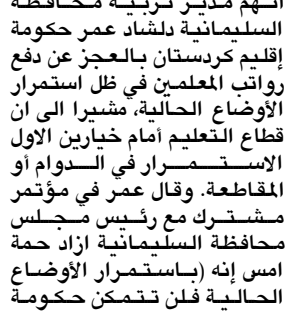 اتهم مدير تربية محافظة
السليمانية دلشاد عمر حكومة
إقليم كردستان بالعجز عن دفع
رواتب المعلمين في ظل استمرار
الأوضاع الحالية، مشيرا الى ان
قطاع التعليم أمام خيارين الاول
الاستمرار في الدوام أو
المقاطعة. وقال عمر في مؤتمر
مشترك مع رئيس مجلس
محافظة السليمانية ازاد حمة
امس إنه (باستمرار الأوضاع
الحالية فلن تتمكن حكومة